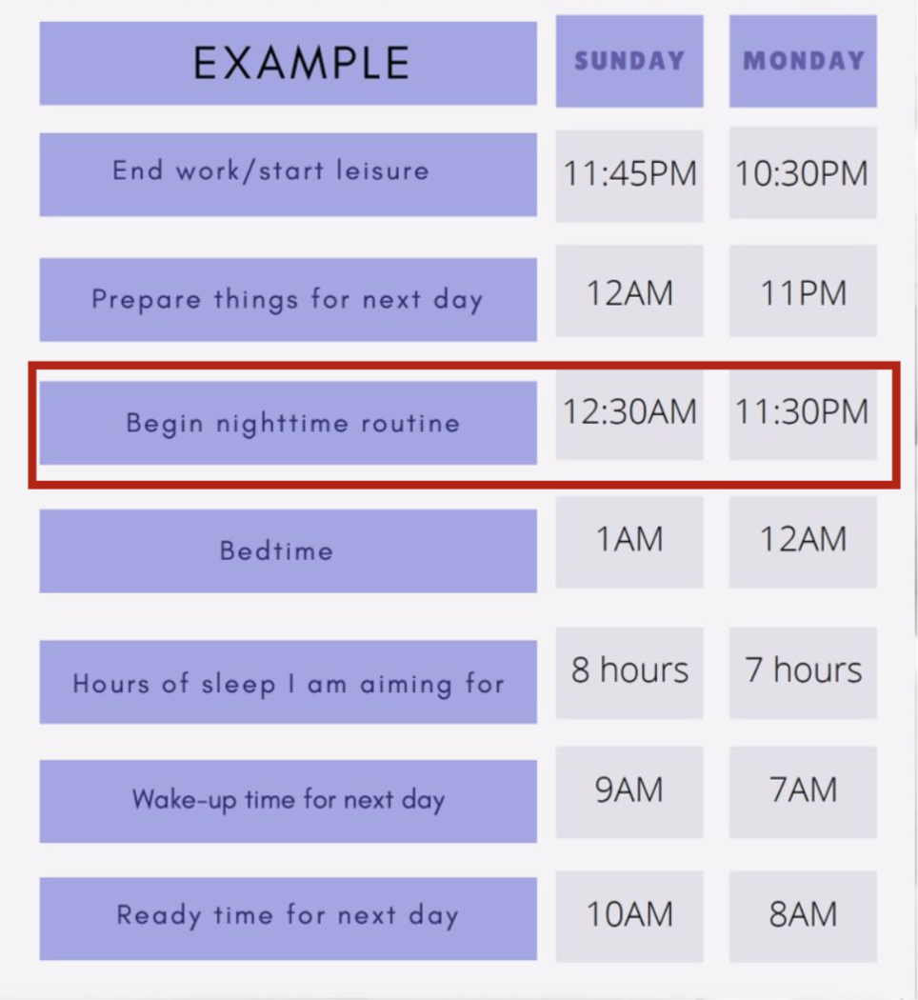 EXAMPLE SUNDAY MONDAY
End work/start leisure 11:45PM 10:30PM
Prepare things for next day 12AM 11PM
Begin nighttime routine 12:30AM 11:30PM
Bedtime 1AM 12AM
Hours of sleep I am aiming for 8 hours 7 hours
Wake-up time for next day 9AM 7AM
Ready time for next day 10AM 8AM